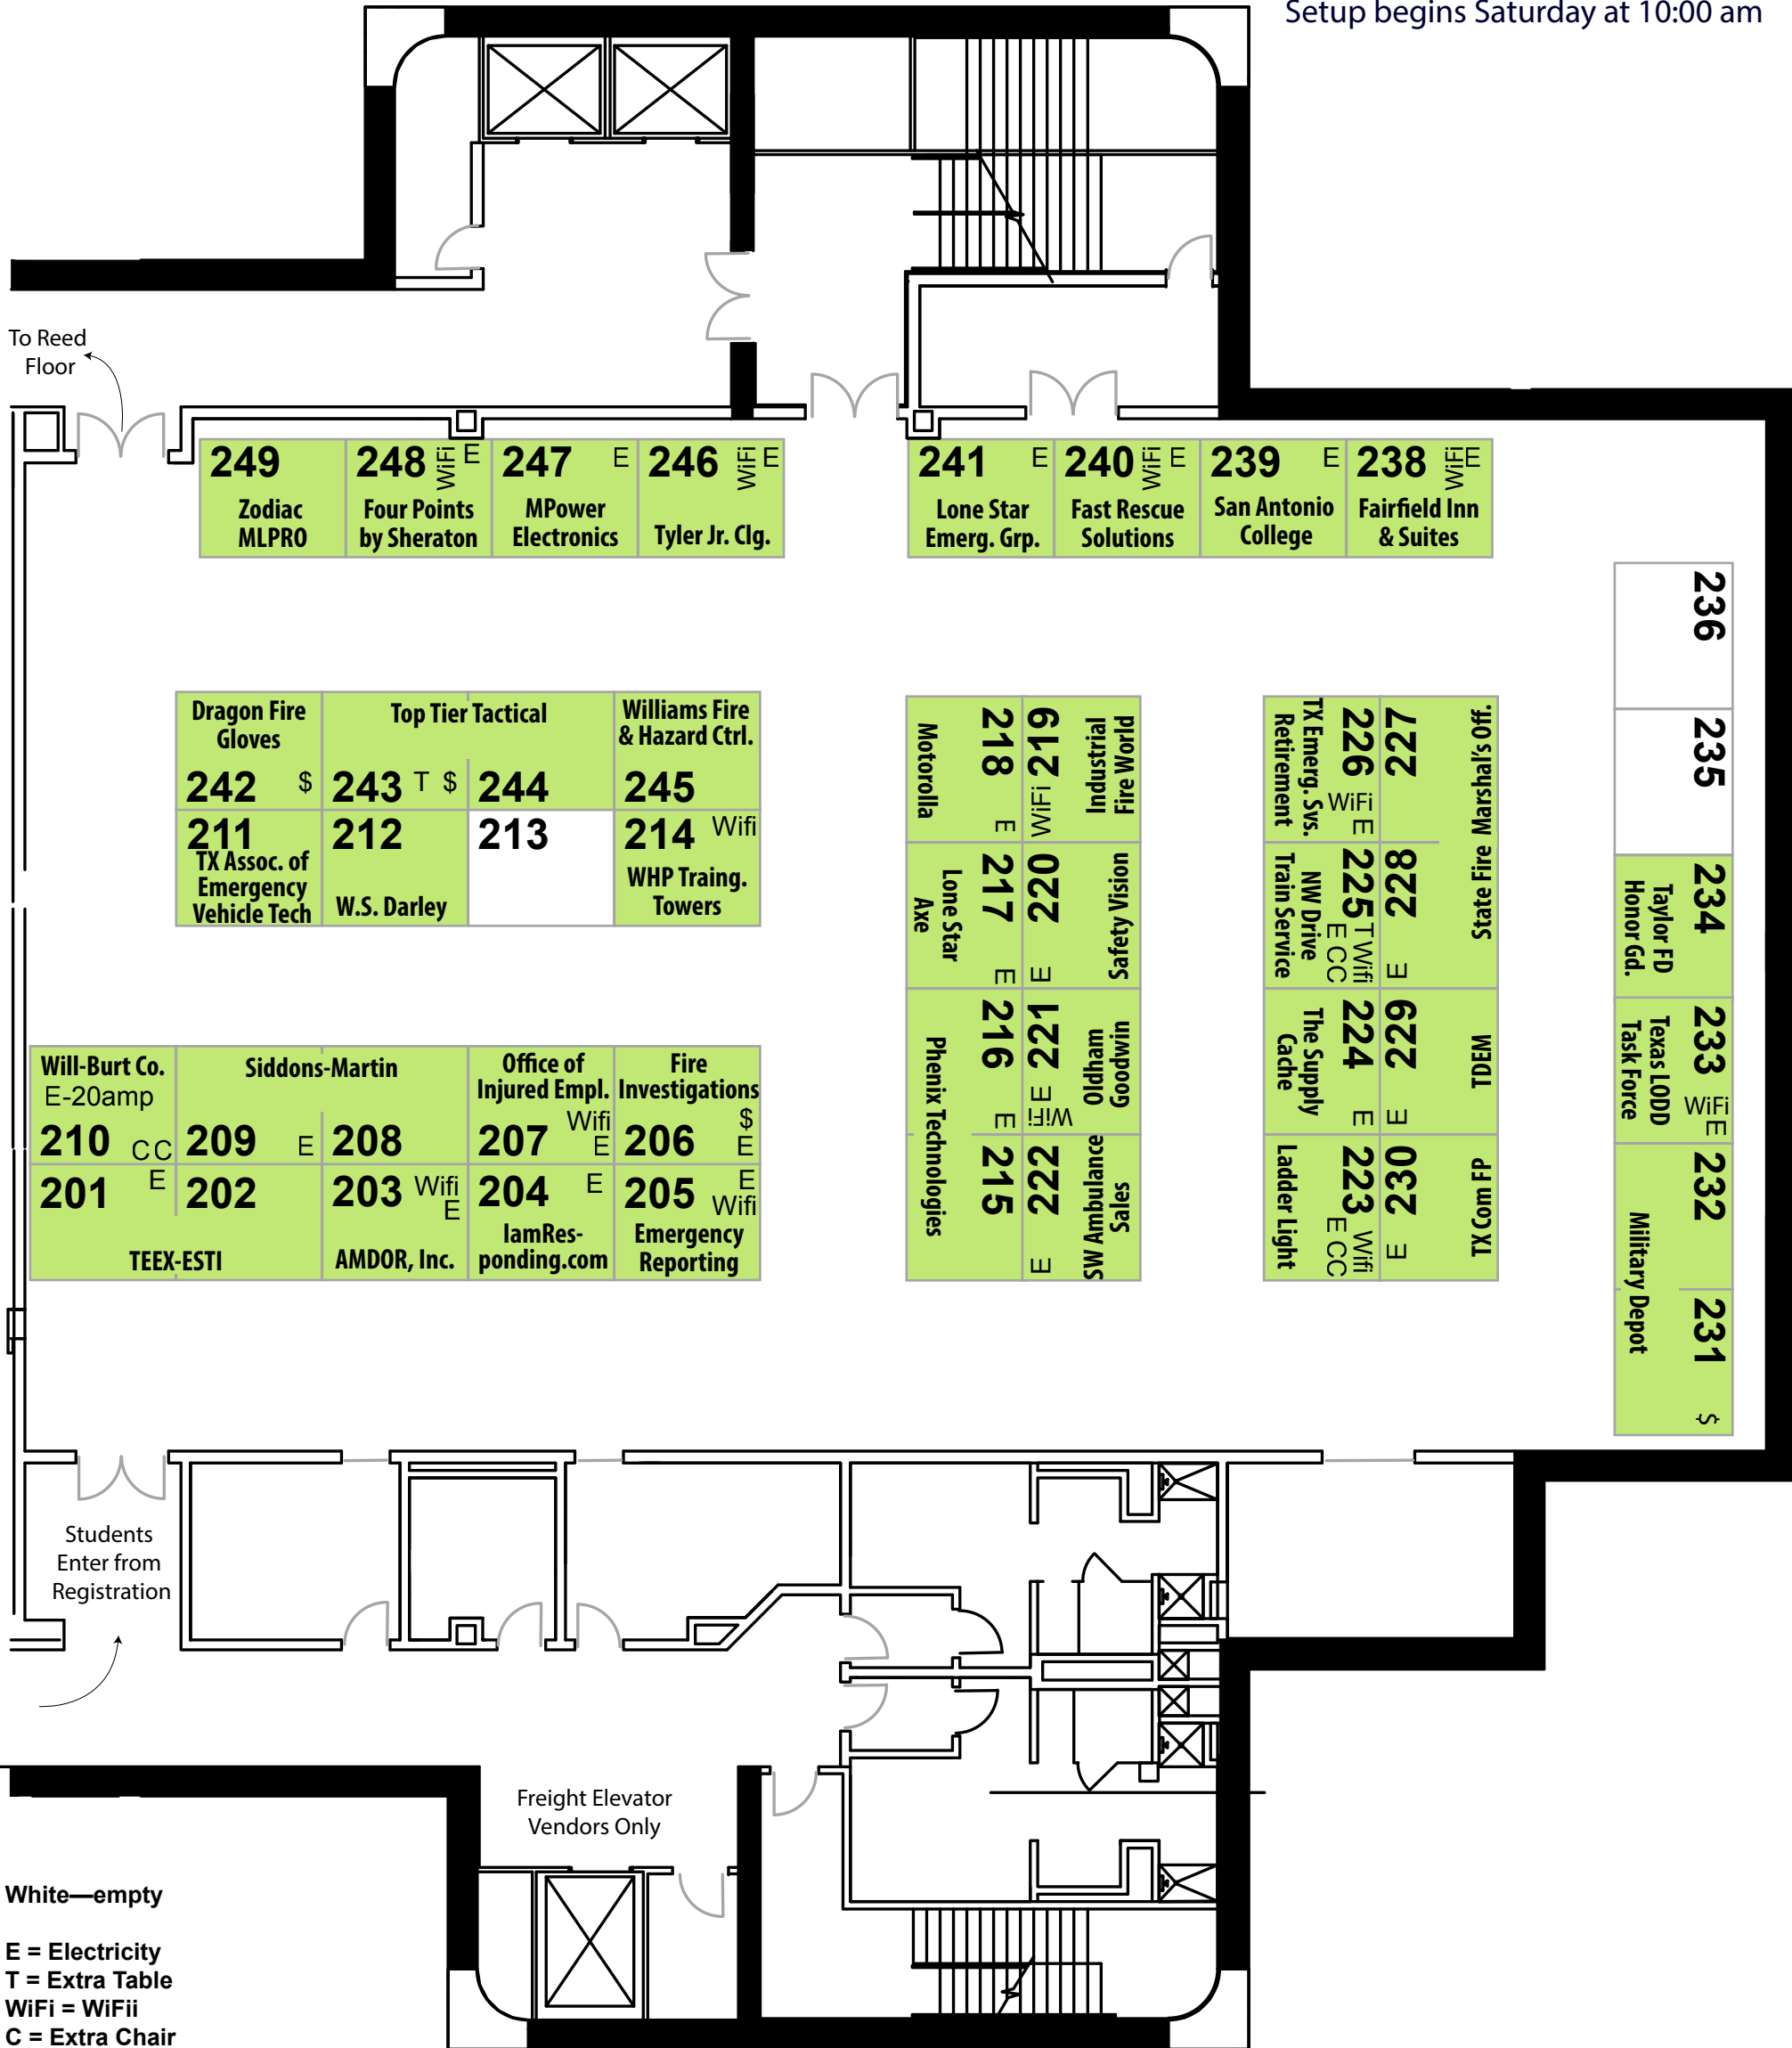 Setup begins Saturday at 10:00 am
To Reed
Floor
249
Zodiac
MLPRO
248 WiFi E
Four Points
by Sheraton
247 E
MPower
Electronics
246 WiFi E
Tyler Jr. Clg.
241 E
Lone Star
Emerg. Grp.
240 WiFi E
Fast Rescue
Solutions
239 E
San Antonio
College
238 WiFi E
Fairfield Inn
& Suites
236
235
234
Taylor FD
Honor Gd.
233 WiFi E
Texas LODD
Task Force
232
Military Depot
231 $
Dragon Fire
Gloves
242 $
Top Tier Tactical
243 T $
244
Williams Fire
& Hazard Ctrl.
245
211
TX Assoc. of
Emergency
Vehicle Tech
212
W.S. Darley
213
214 Wifi
WHP Traing.
Towers
218 E
Motorolla
WiFi 219
Industrial
Fire World
217 E
Lone Star
Axe
E 220
Safety Vision
216 E
Phenix Technologies
215
WiFi E 221
Oldham
Goodwin
E 222
SW Ambulance
Sales
226 WiFi E
TX Emerg. Svs.
Retirement
227
State Fire Marshal's Off.
225 T Wifi
E CC
NW Drive
Train Service
E 228
224 E
The Supply
Cache
E 229
TDEM
223 Wifi
E CC
Ladder Light
E 230
TX Com FP
Will-Burt Co.
E-20amp
210 CC
Siddons-Martin
209 E
208
Office of
Injured Empl.
Wifi
207 E
Fire
Investigations
$
206 E
201 E
202
TEEX-ESTI
203 Wifi
E
AMDOR, Inc.
204 E
IamRes-
ponding.com
205 E
Wifi
Emergency
Reporting
Students
Enter from
Registration
Freight Elevator
Vendors Only
White—empty
E = Electricity
T = Extra Table
WiFi = WiFii
C = Extra Chair